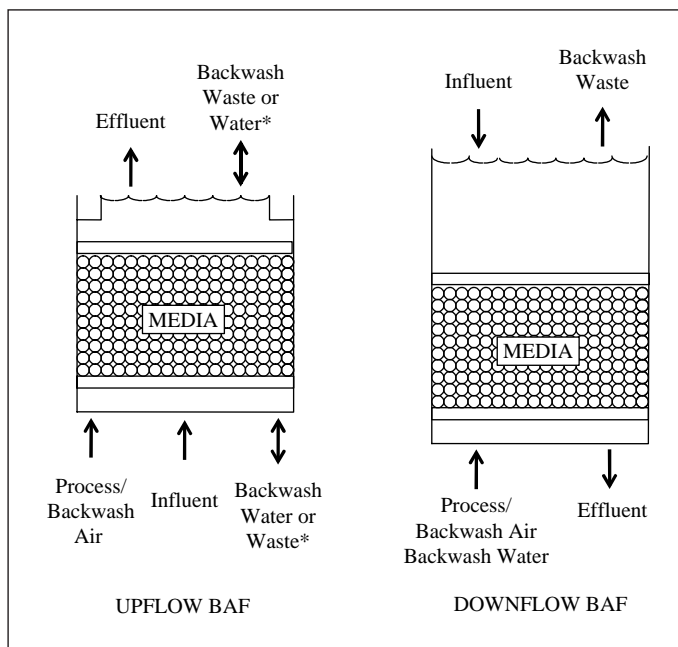 Effluent
Backwash
Waste or
Water*
MEDIA
Process/
Backwash
Air
Influent
Backwash
Water or
Waste*
UPFLOW BAF
Influent
Backwash
Waste
MEDIA
Process/
Backwash Air
Backwash Water
Effluent
DOWNFLOW BAF